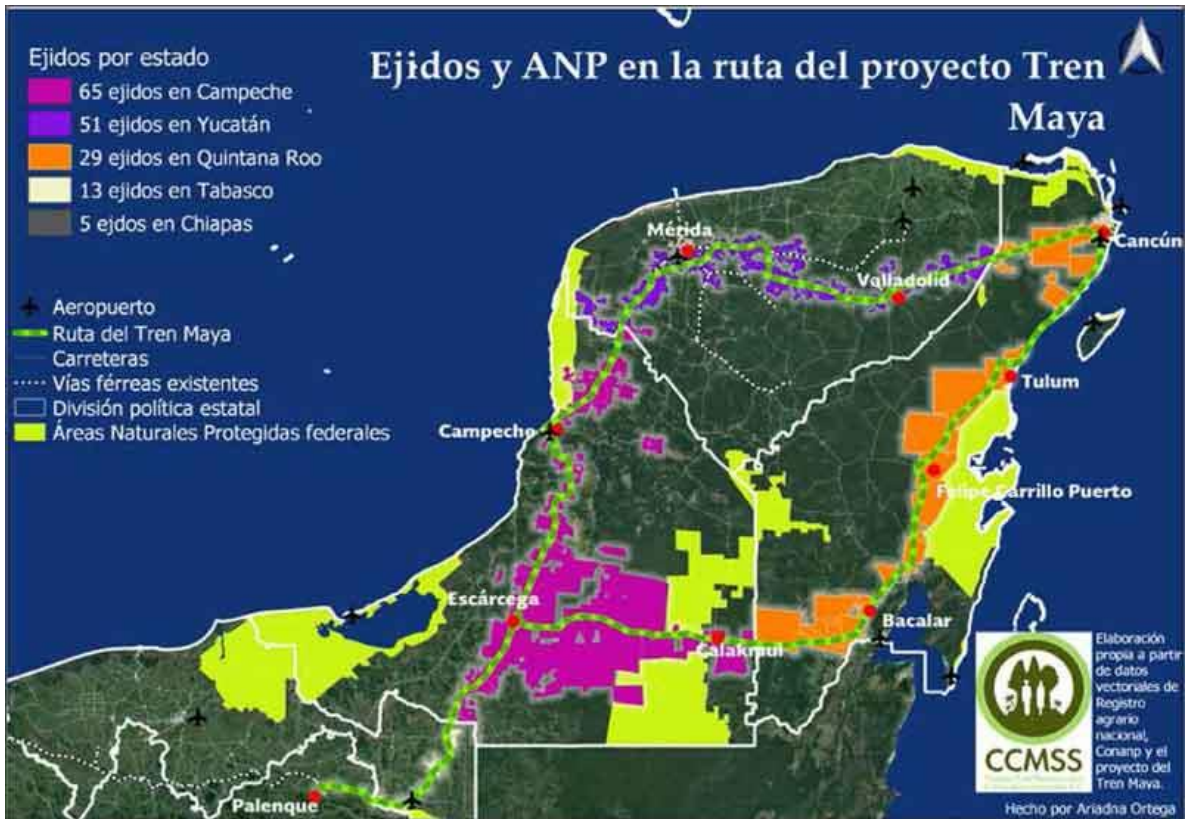 Ejidos y ANP en la ruta del proyecto Tren
Maya
Ejidos por estado
65 ejidos en Campeche
51 ejidos en Yucatán
29 ejidos en Quintana Roo
13 ejidos en Tabasco
5 ejdos en Chiapas
Aeropuerto
Ruta del Tren Maya
Carreteras
Vías férreas existentes
División política estatal
Áreas Naturales Protegidas federales
Mérida
Cancún
Valladolid
Tulum
Campeche
Felipe Carrillo Puerto
Escárcega
Bacalar
Calakmul
Palenque
CCMSS
Elaboración
propia a partir
de datos
vectoriales de
Registro
agrario
nacional,
Conanp y el
proyecto del
Tren Maya.
Hecho por Ariadna Ortega